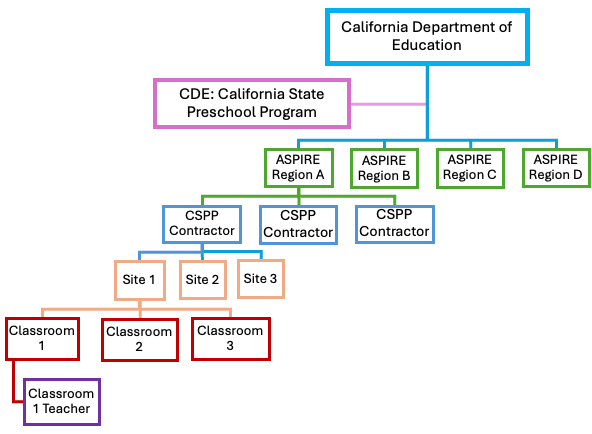 California Department of
Education
CDE: California State
Preschool Program
ASPIRE
Region A
ASPIRE
Region B
ASPIRE
Region C
ASPIRE
Region D
CSPP
Contractor
CSPP
Contractor
CSPP
Contractor
Site 1
Site 2
Site 3
Classroom
1
Classroom
2
Classroom
3
Classroom
1 Teacher